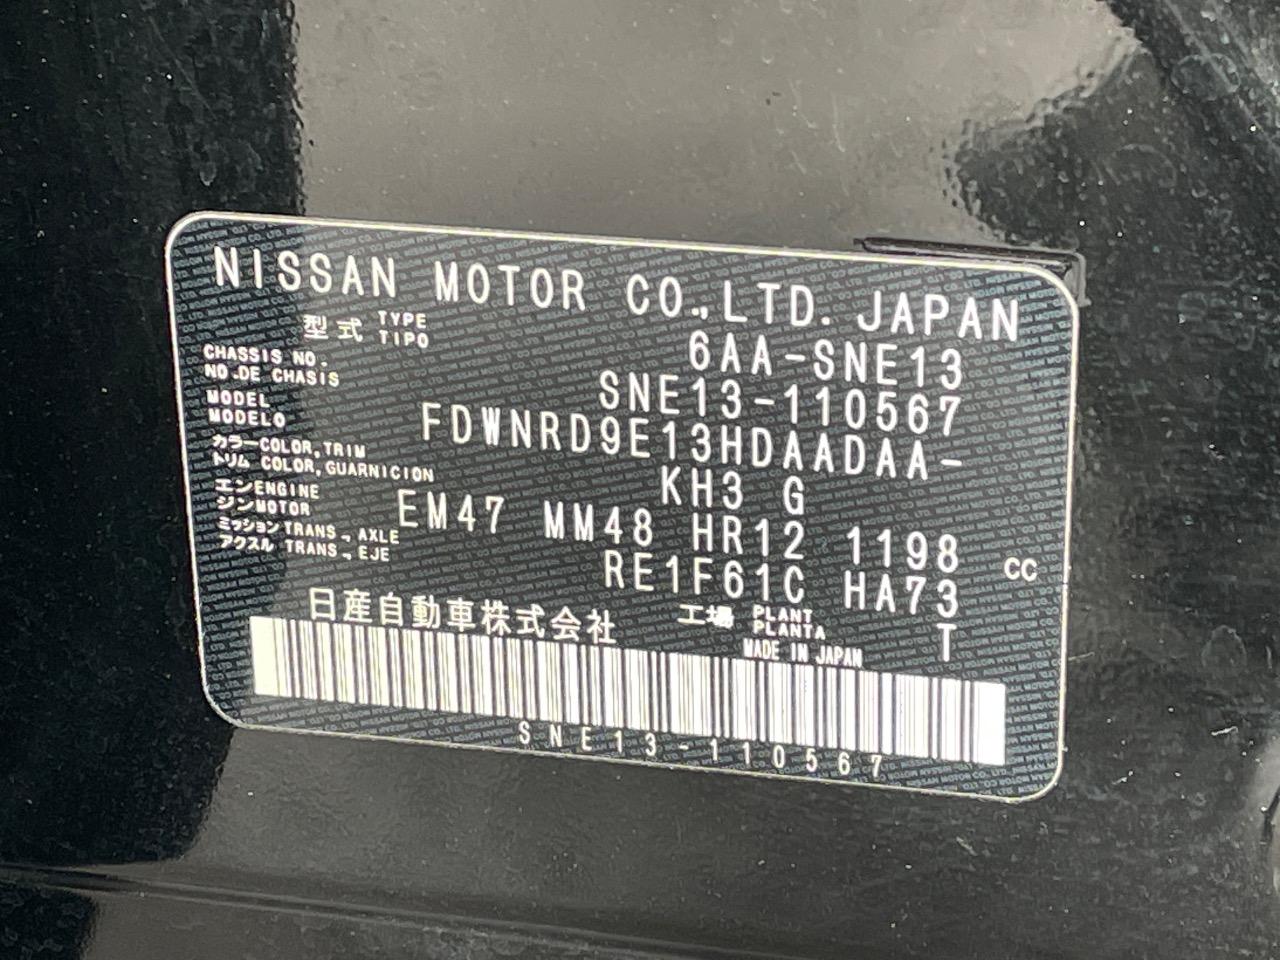 NISSAN MOTOR CO.,LTD. JAPAN
型式 TYPE TIPO 6AA-SNE13
CHASSIS NO.
NO.DE CHASIS SNE13-110567
MODEL
MODELO FDWNRD9E13HDAADAA-
カラー COLOR,TRIM
トリム COLOR,GUARNICION KH3 G
エン ENGINE
ジン MOTOR EM47 MM48 HR12 1198 cc
ミッション TRANS., AXLE
アクスル TRANS., EJE RE1F61C HA73
日産自動車株式会社 工場 PLANT PLANTA T
MADE IN JAPAN
SNE13-110567